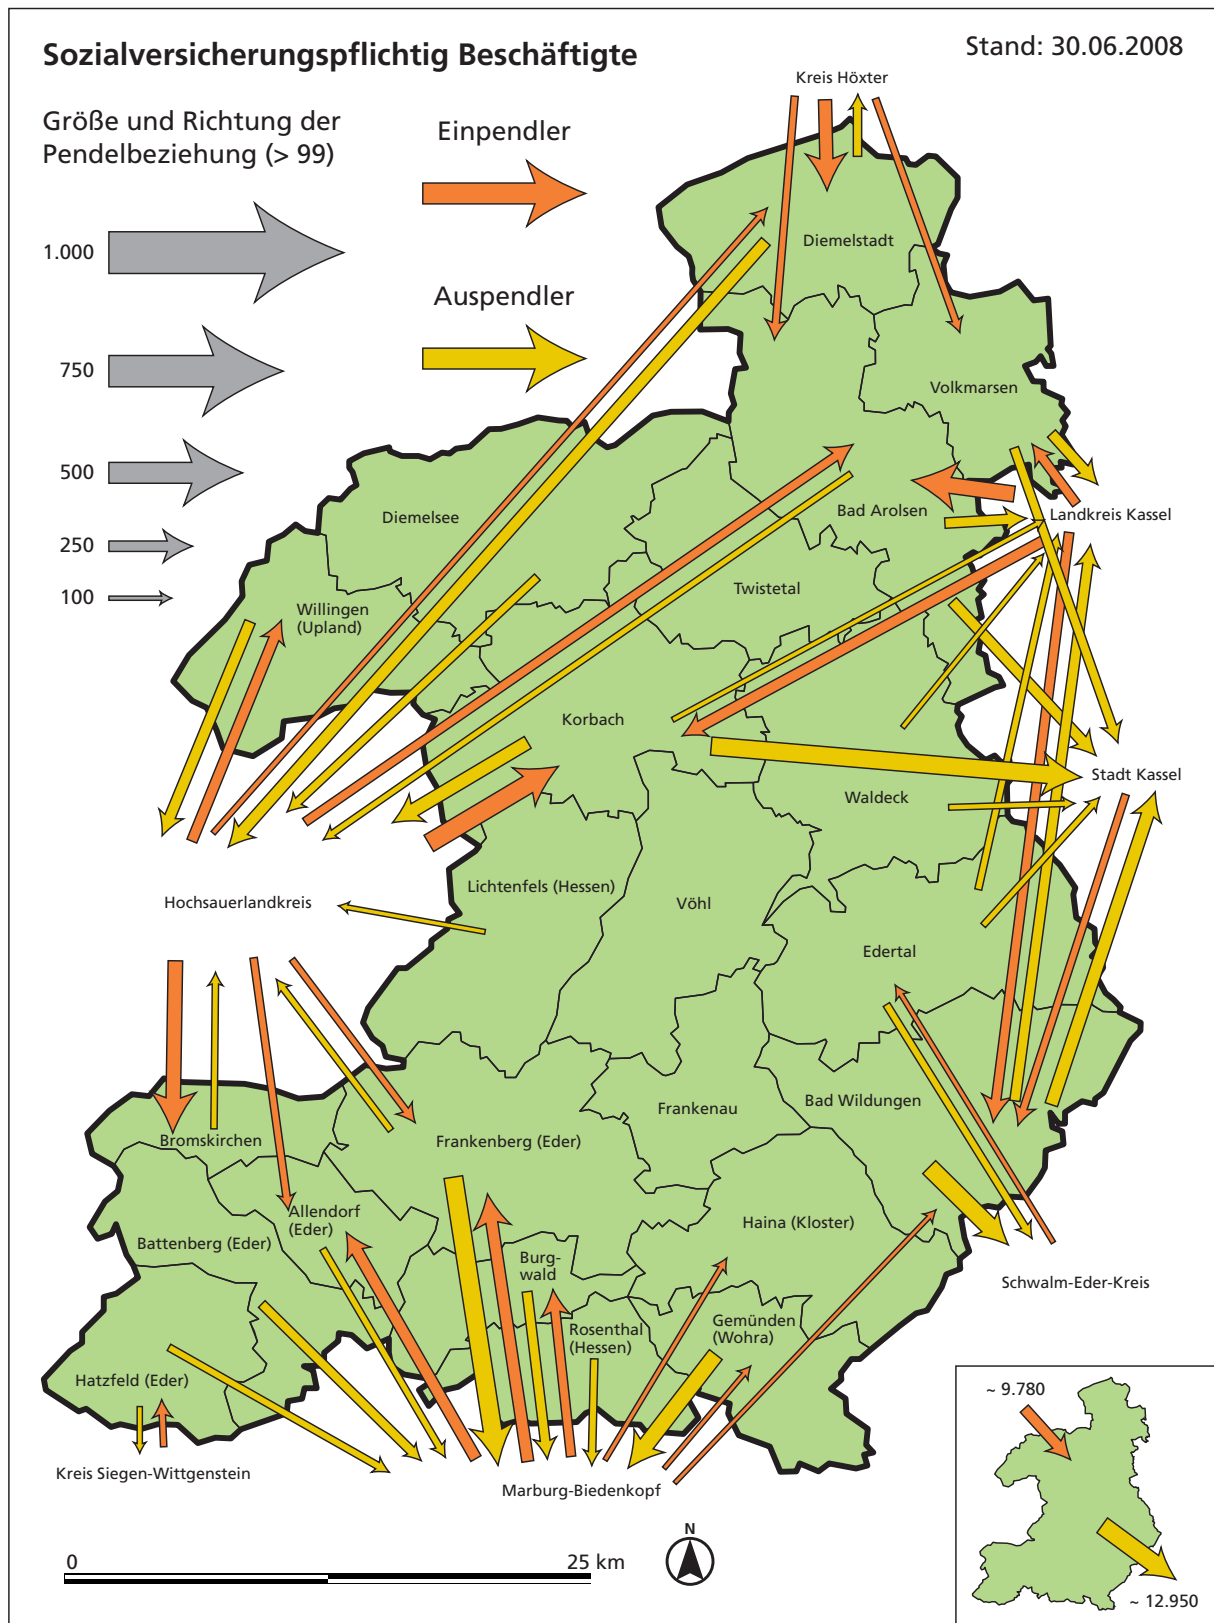 Sozialversicherungspflichtig Beschäftigte
Stand: 30.06.2008
Größe und Richtung der
Pendelbeziehung (> 99)
Einpendler
Auspendler
1.000
750
500
250
100
Kreis Höxter
Diemelstadt
Volkmarsen
Diemelsee
Bad Arolsen
Landkreis Kassel
Twistetal
Willingen
(Upland)
Korbach
Stadt Kassel
Waldeck
Lichtenfels (Hessen)
Vöhl
Hochsauerlandkreis
Edertal
Bad Wildungen
Frankenau
Bromskirchen
Frankenberg (Eder)
Allendorf
(Eder)
Haina (Kloster)
Battenberg (Eder)
Burg-
wald
Schwalm-Eder-Kreis
Rosenthal
(Hessen)
Gemünden
(Wohra)
Hatzfeld (Eder)
Kreis Siegen-Wittgenstein
Marburg-Biedenkopf
~ 9.780
~ 12.950
N
0
25 km